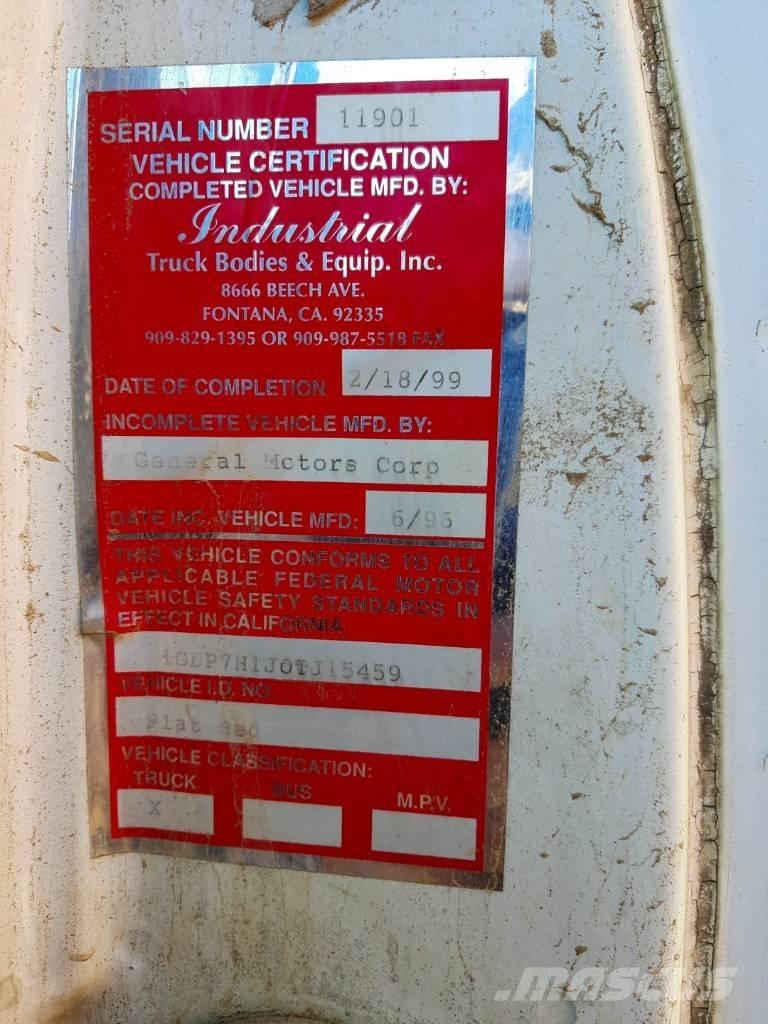 SERIAL NUMBER 11901
VEHICLE CERTIFICATION
COMPLETED VEHICLE MFD. BY:
Industrial
Truck Bodies & Equip. Inc.
8666 BEECH AVE.
FONTANA, CA. 92335
909-829-1395 OR 909-987-5518 FAX
DATE OF COMPLETION 2/18/99
INCOMPLETE VEHICLE MFD. BY:
General Motors Corp
DATE INC. VEHICLE MFD: 6/96
THIS VEHICLE CONFORMS TO ALL
APPLICABLE FEDERAL MOTOR
VEHICLE SAFETY STANDARDS IN
EFFECT IN CALIFORNIA.
1GDP7H1J0TJ15459
VEHICLE I.D. NO.
Flat Bed
VEHICLE CLASSIFICATION:
TRUCK BUS M.P.V.
X
mascus